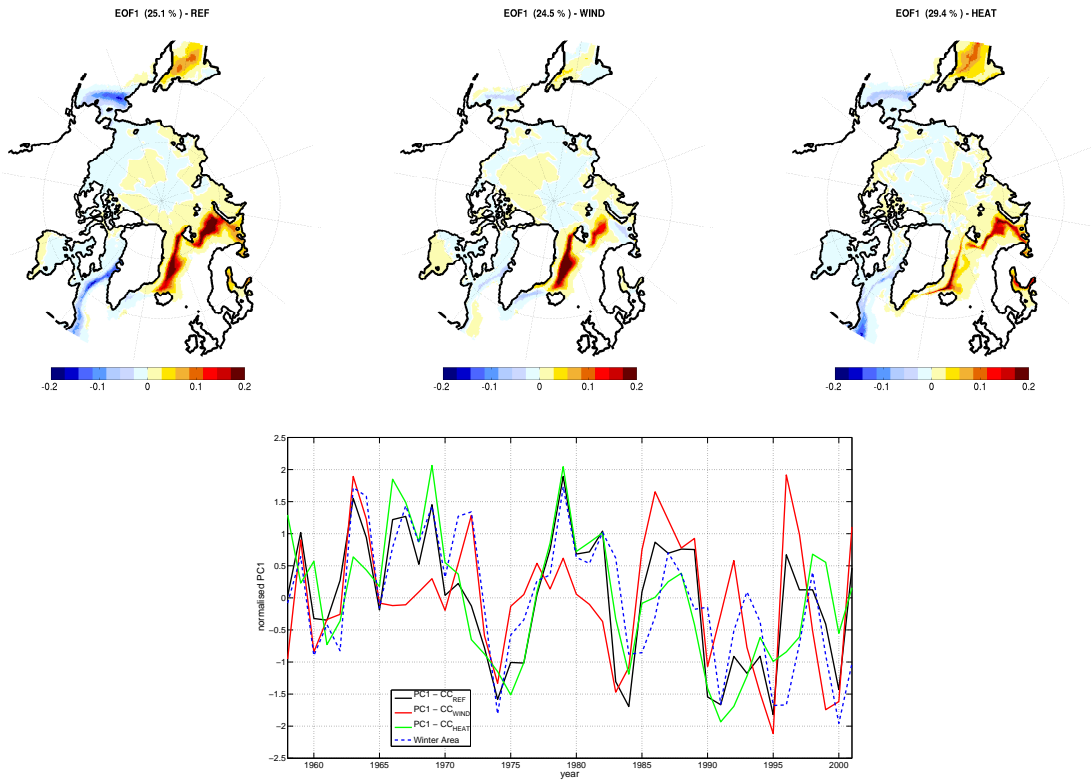 EOF1 (25.1 %) - REF
EOF1 (24.5 %) - WIND
EOF1 (29.4 %) - HEAT
-0.2 -0.1 0 0.1 0.2
-0.2 -0.1 0 0.1 0.2
-0.2 -0.1 0 0.1 0.2
2.5
2
1.5
1
0.5
0
−0.5
−1
−1.5
−2
−2.5
normalised PC1
PC1 − CC_REF
PC1 − CC_WIND
PC1 − CC_HEAT
Winter Area
1960 1965 1970 1975 1980 1985 1990 1995 2000
year